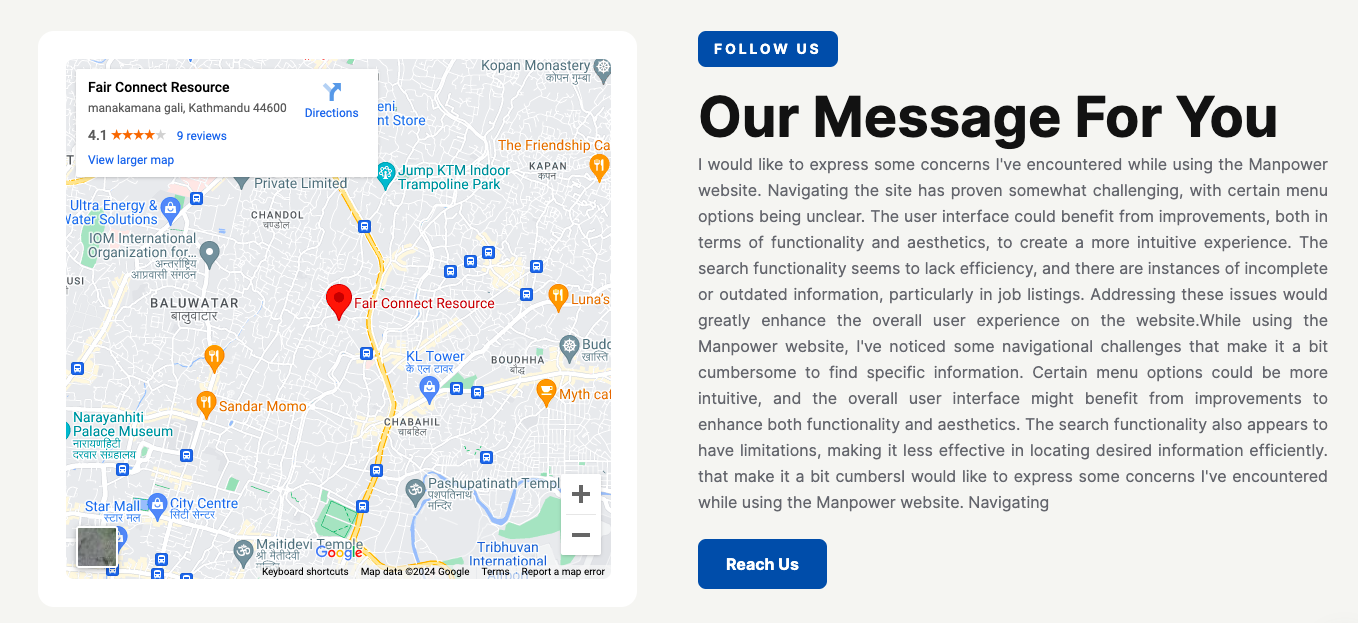 Fair Connect Resource
manakamana gali, Kathmandu 44600
4.1
9 reviews
View larger map
Directions
Kopan Monastery
कोपन गुम्बा
eni
nt Store
The Friendship Ca
KAPAN
कपन
Jump KTM Indoor
Trampoline Park
Private Limited
Ultra Energy &
Water Solutions
CHANDOL
चण्डोल
IOM International
Organization for...
अन्तर्राष्ट्रिय
आप्रवासी संगठन
USI
BALUWATAR
बालुवाटार
Fair Connect Resource
Luna's
KL Tower
के एल टावर
BOUDHHA
बौद्ध
Budd
खास्ति
Myth caf
Sandar Momo
Narayanhiti
Palace Museum
नारायणहिटी
दरवार संग्रहालय
CHABAHIL
चाबहिल
Star Mall
स्टार मल
City Centre
सिटी सेन्टर
Pashupatinath Templ
पशपतिनाथ
मन्दिर
Maitidevi Temple
श्री मैतीदेवी
Google
Tribhuvan
International
Airport
Keyboard shortcuts Map data ©2024 Google Terms Report a map error
FOLLOW US
Our Message For You
I would like to express some concerns I've encountered while using the Manpower
website. Navigating the site has proven somewhat challenging, with certain menu
options being unclear. The user interface could benefit from improvements, both in
terms of functionality and aesthetics, to create a more intuitive experience. The
search functionality seems to lack efficiency, and there are instances of incomplete
or outdated information, particularly in job listings. Addressing these issues would
greatly enhance the overall user experience on the website.While using the
Manpower website, I've noticed some navigational challenges that make it a bit
cumbersome to find specific information. Certain menu options could be more
intuitive, and the overall user interface might benefit from improvements to
enhance both functionality and aesthetics. The search functionality also appears to
have limitations, making it less effective in locating desired information efficiently.
that make it a bit cumbersI would like to express some concerns I've encountered
while using the Manpower website. Navigating
Reach Us